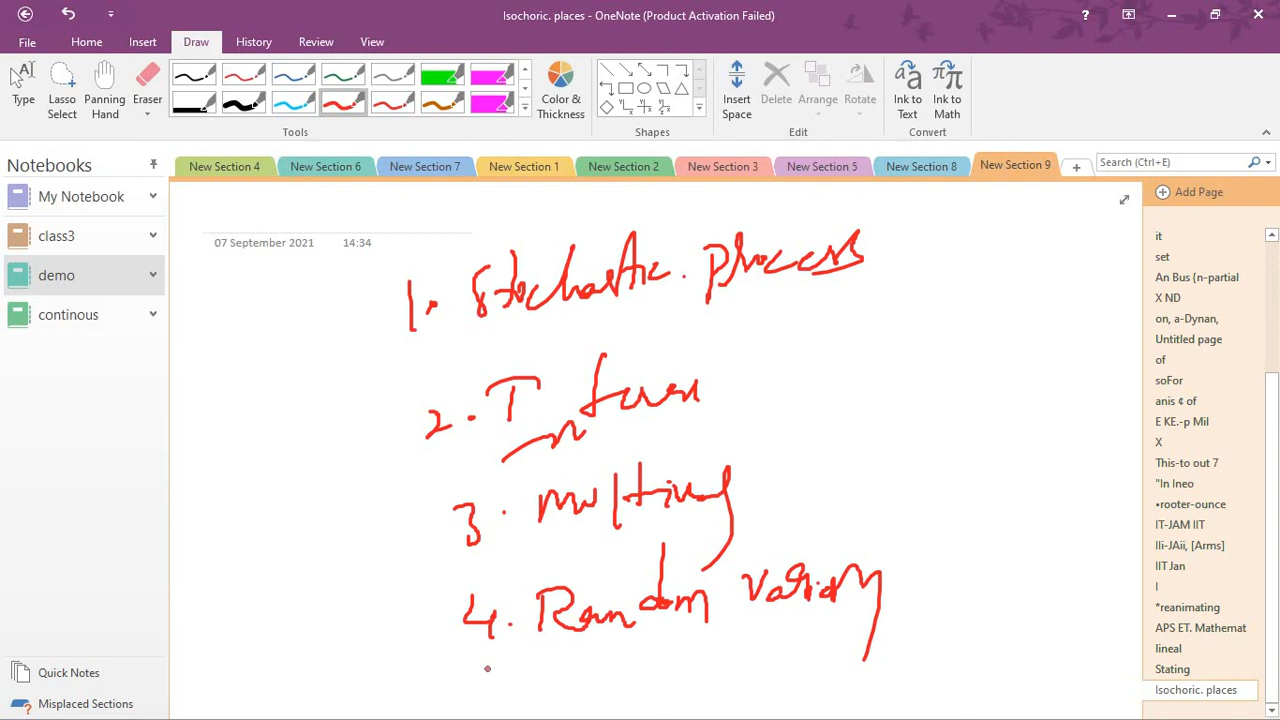 Isochoric. places - OneNote (Product Activation Failed)
File Home Insert Draw History Review View
Type
Lasso Select
Panning Hand
Eraser
Color & Thickness
Insert Space
Delete
Arrange
Rotate
Ink to Text
Ink to Math
Tools
Shapes
Edit
Convert
Notebooks
New Section 4 New Section 6 New Section 7 New Section 1 New Section 2 New Section 3 New Section 5 New Section 8 New Section 9
Search (Ctrl+E)
My Notebook
class3
demo
continous
Quick Notes
Misplaced Sections
07 September 2021 14:34
1. Stochastic. process
2. T
3.
4. Random
Add Page
it
set
An Bus {n-partial
X ND
on, a-Dynan,
Untitled page
of
soFor
anis ¢ of
E KE.-p Mil
X
This-to out 7
"In Ineo
•rooter-ounce
IT-JAM IIT
IIi-JAii, [Arms]
IIT Jan
I
*reanimating
APS ET. Mathemat
lineal
Stating
Isochoric. places